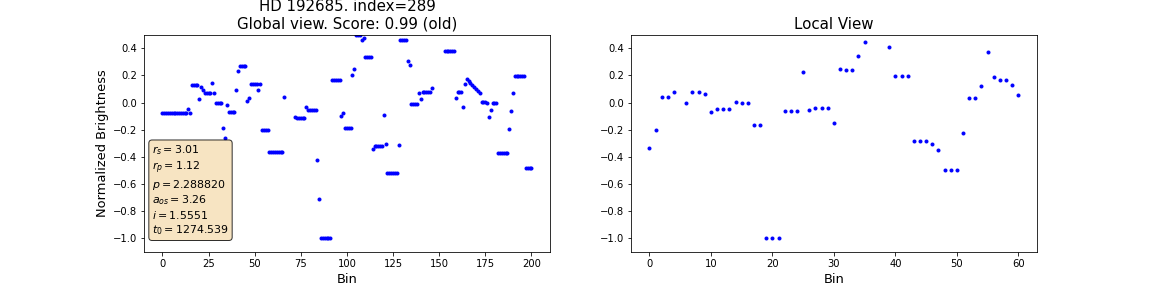 HD 192685. index=289
Global view. Score: 0.99 (old)
Normalized Brightness
0.4
0.2
0.0
−0.2
−0.4
−0.6
−0.8
−1.0
r_s = 3.01
r_p = 1.12
p = 2.288820
a_os = 3.26
i = 1.5551
t_0 = 1274.539
0 25 50 75 100 125 150 175 200
Bin
Local View
0.4
0.2
0.0
−0.2
−0.4
−0.6
−0.8
−1.0
0 10 20 30 40 50 60
Bin